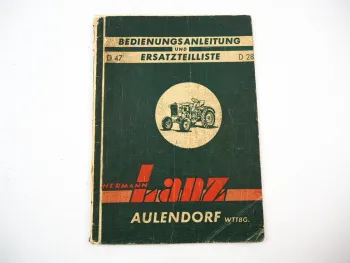 BEDIENUNGSANLEITUNG
UND
D 47 ERSATZTEILLISTE D 28
HERMANN
Lanz
AULENDORF WTTBG.